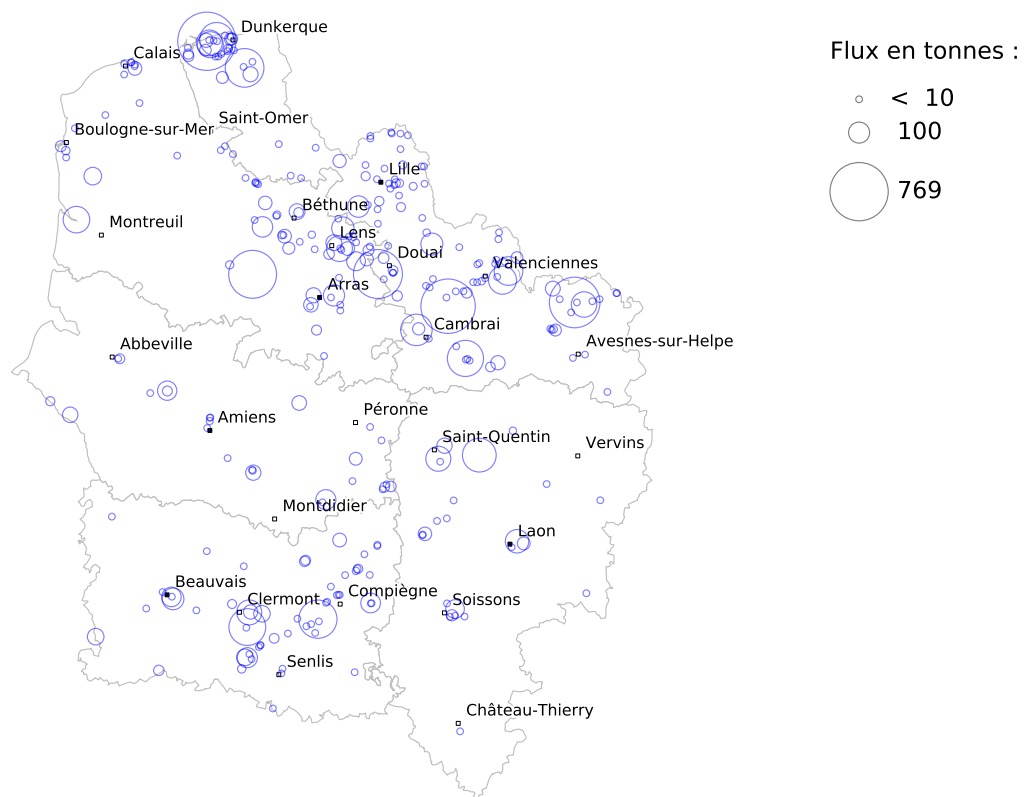 Dunkerque
Flux en tonnes :
Calais
< 10
Saint-Omer
Boulogne-sur-Mer
100
Lille
769
Béthune
Montreuil
Lens
Douai
Valenciennes
Arras
Cambrai
Abbeville
Avesnes-sur-Helpe
Péronne
Amiens
Saint-Quentin
Vervins
Montdidier
Laon
Beauvais
Compiègne
Clermont
Soissons
Senlis
Château-Thierry